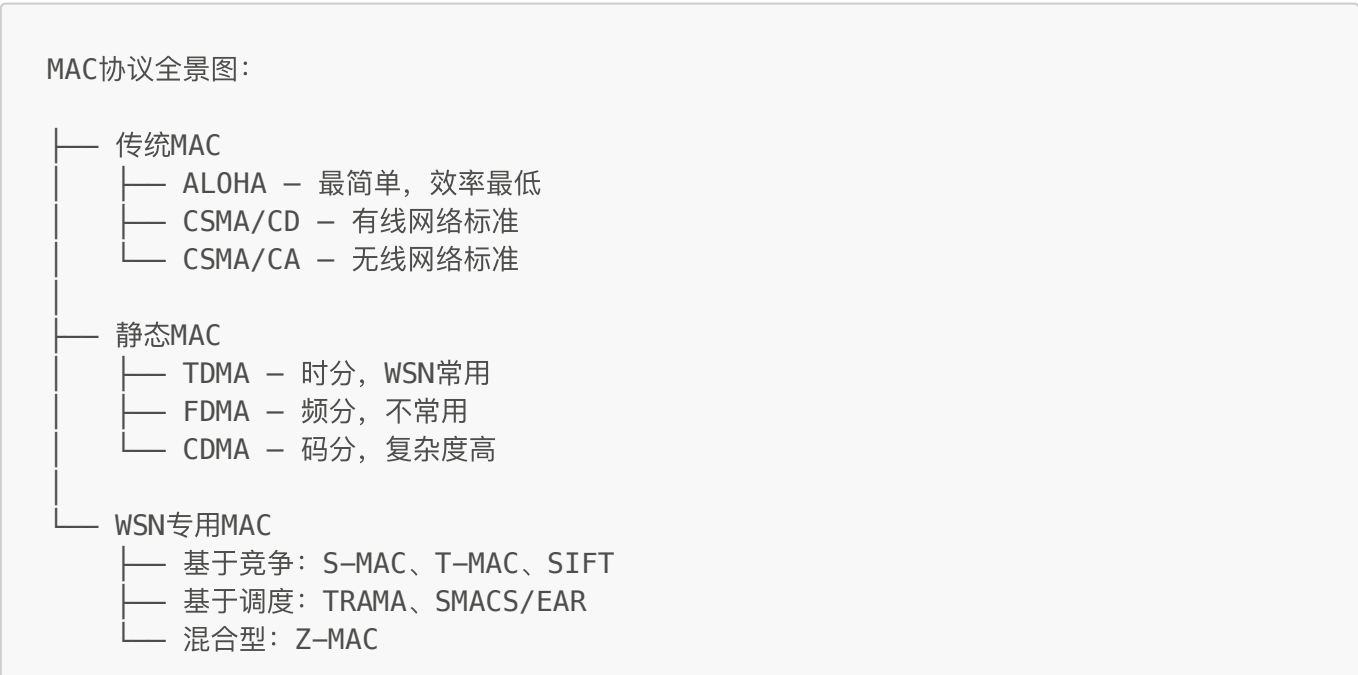 MAC协议全景图：
├── 传统MAC
│   ├── ALOHA - 最简单，效率最低
│   ├── CSMA/CD - 有线网络标准
│   └── CSMA/CA - 无线网络标准
│
├── 静态MAC
│   ├── TDMA - 时分，WSN常用
│   ├── FDMA - 频分，不常用
│   └── CDMA - 码分，复杂度高
│
└── WSN专用MAC
    ├── 基于竞争：S-MAC、T-MAC、SIFT
    ├── 基于调度：TRAMA、SMACS/EAR
    └── 混合型：Z-MAC